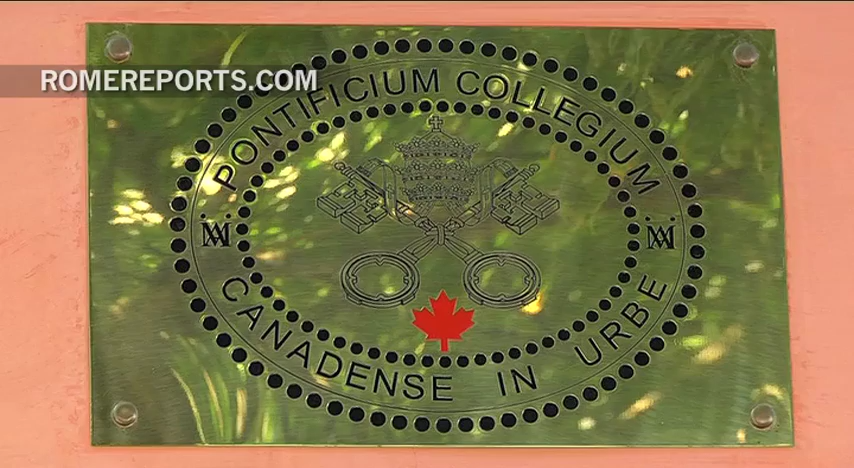 ROMEREPORTS.COM
PONTIFICIUM COLLEGIUM
CANADENSE IN URBE